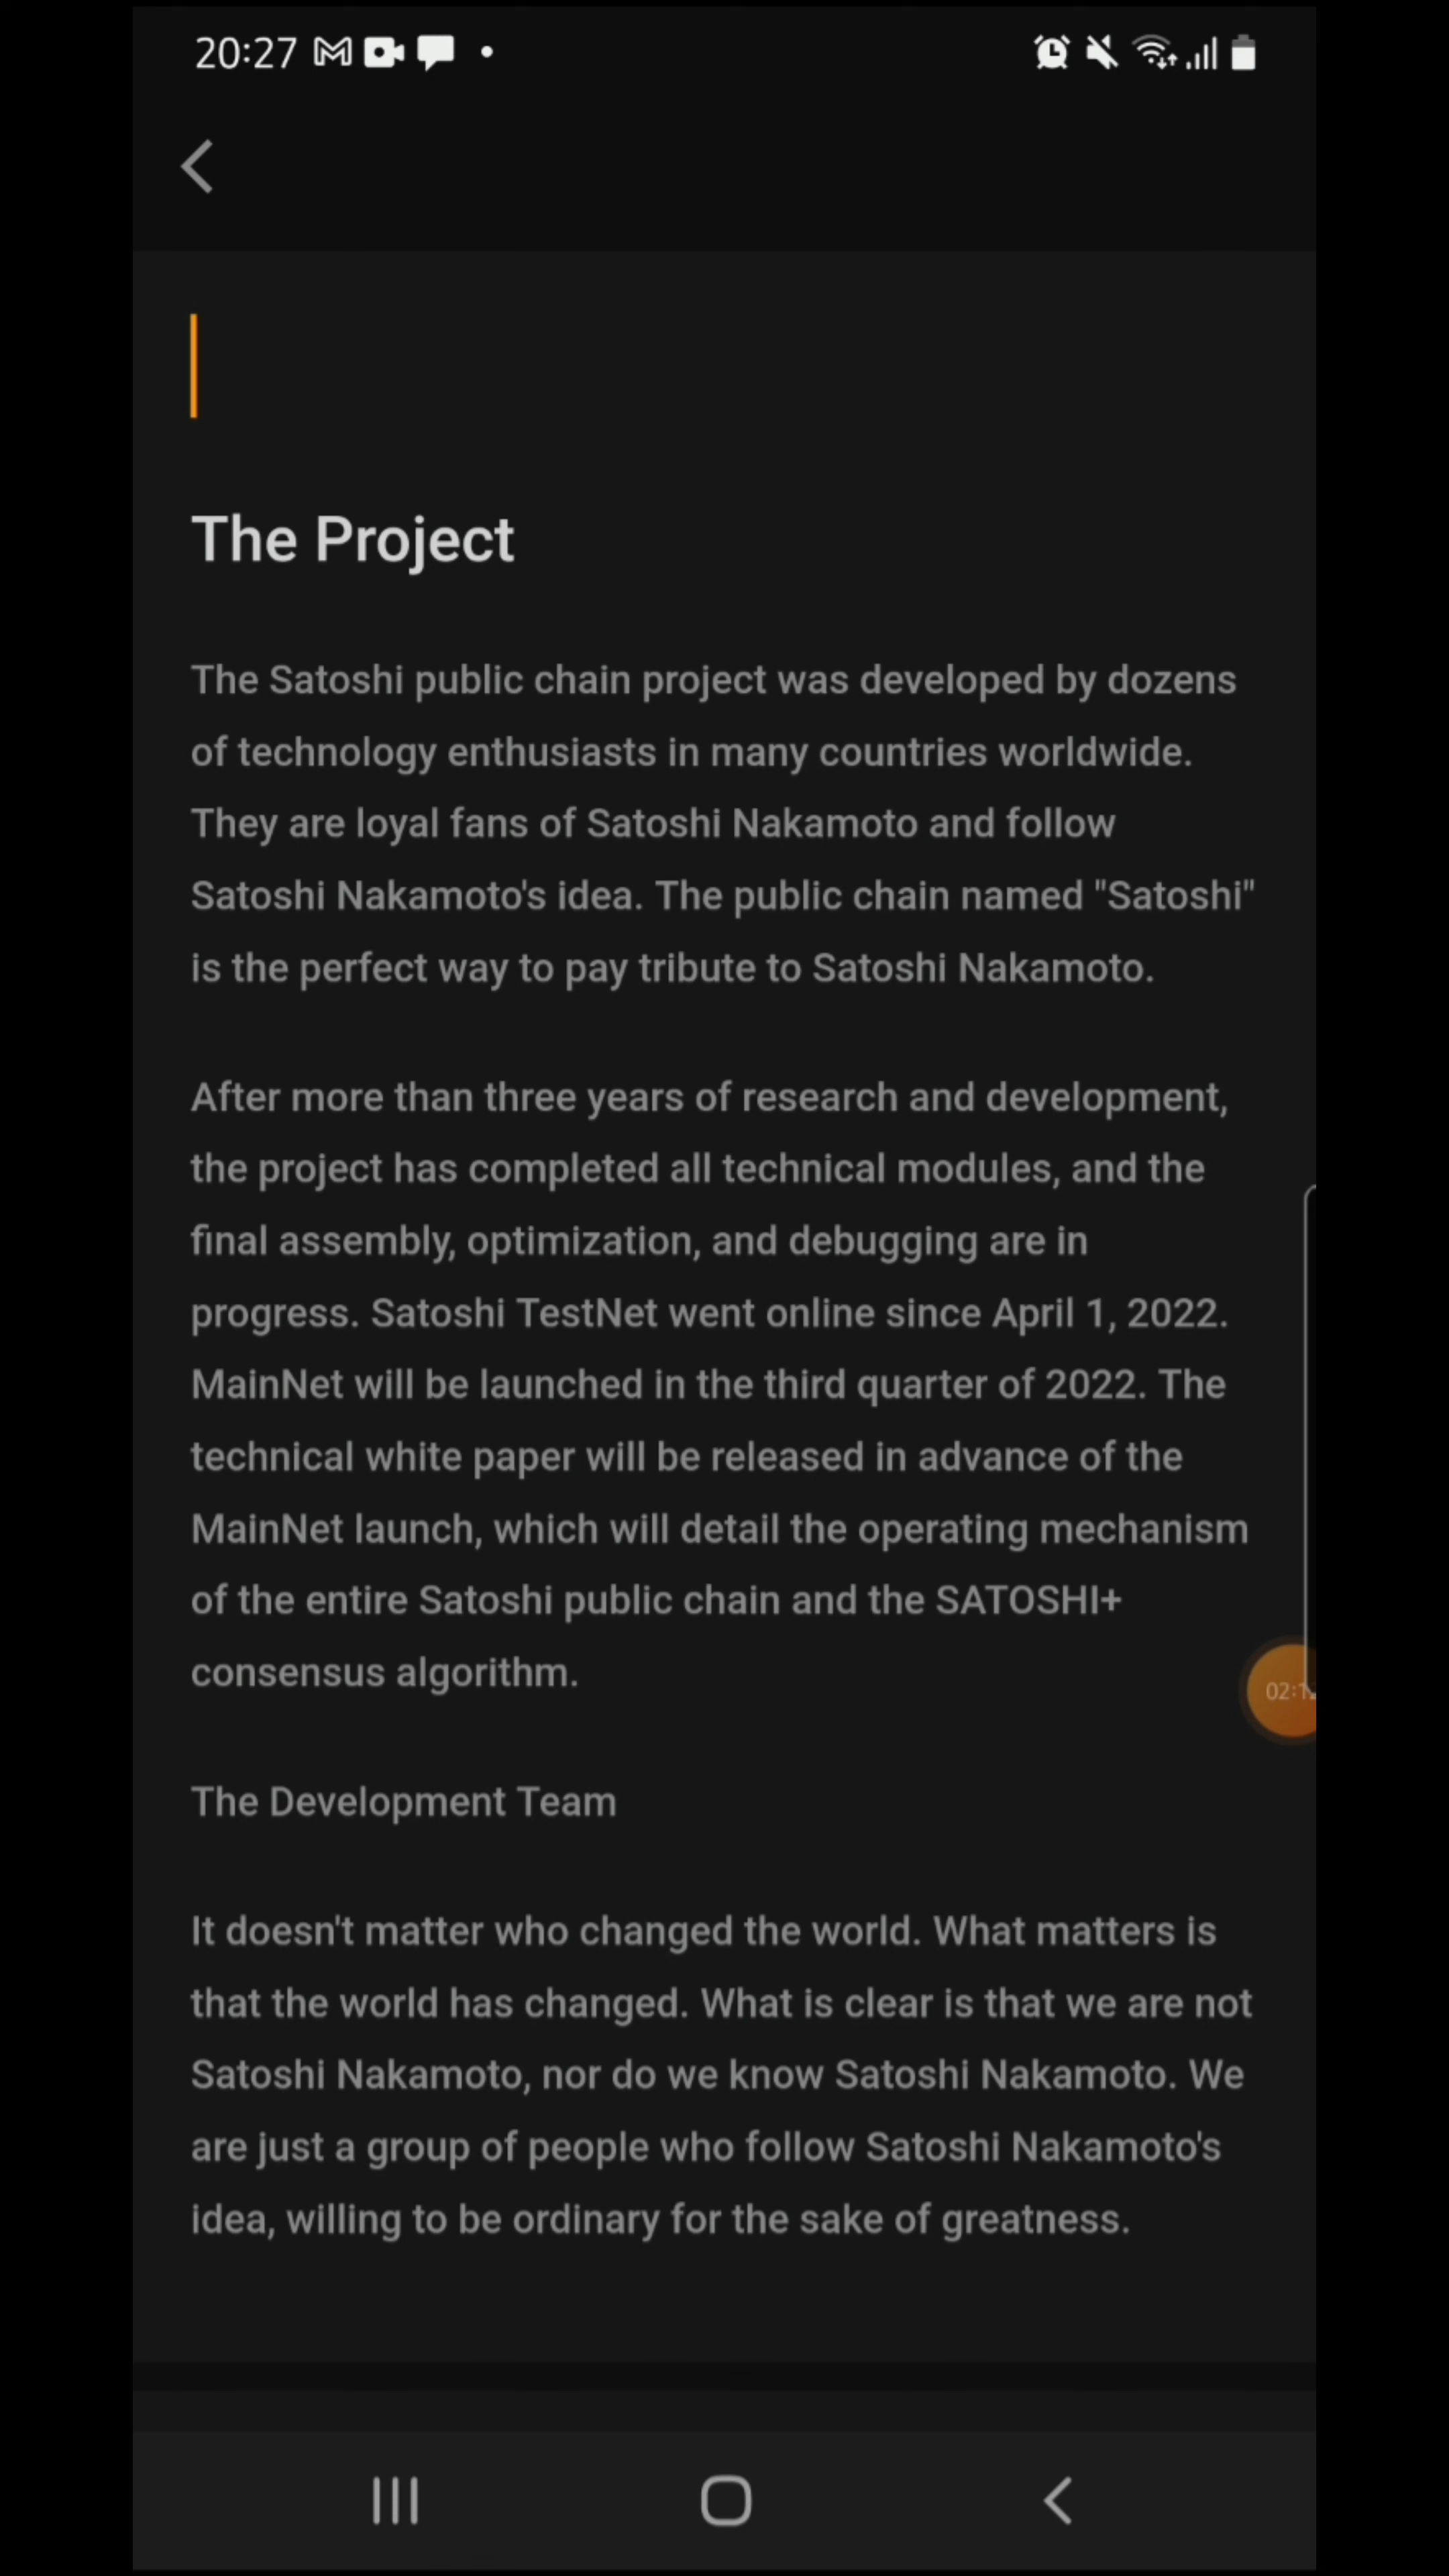 20:27
The Project
The Satoshi public chain project was developed by dozens
of technology enthusiasts in many countries worldwide.
They are loyal fans of Satoshi Nakamoto and follow
Satoshi Nakamoto's idea. The public chain named "Satoshi"
is the perfect way to pay tribute to Satoshi Nakamoto.
After more than three years of research and development,
the project has completed all technical modules, and the
final assembly, optimization, and debugging are in
progress. Satoshi TestNet went online since April 1, 2022.
MainNet will be launched in the third quarter of 2022. The
technical white paper will be released in advance of the
MainNet launch, which will detail the operating mechanism
of the entire Satoshi public chain and the SATOSHI+
consensus algorithm.
The Development Team
It doesn't matter who changed the world. What matters is
that the world has changed. What is clear is that we are not
Satoshi Nakamoto, nor do we know Satoshi Nakamoto. We
are just a group of people who follow Satoshi Nakamoto's
idea, willing to be ordinary for the sake of greatness.